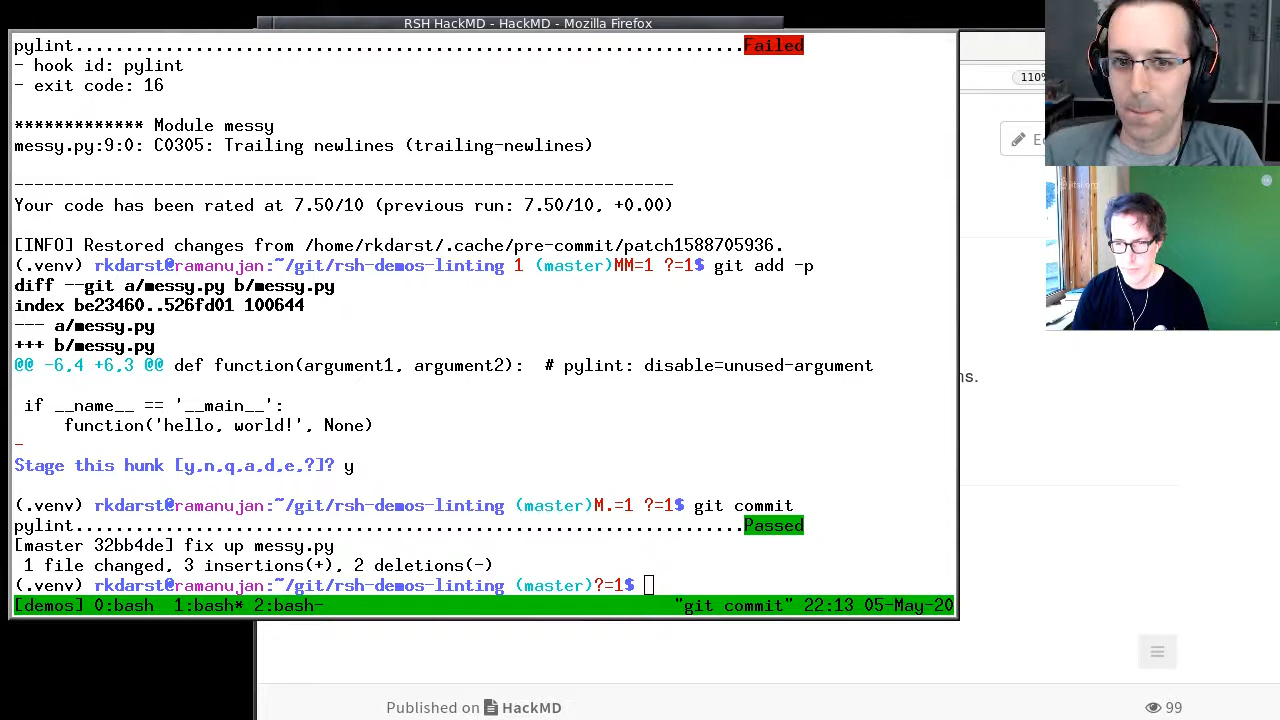 RSH HackMD - HackMD - Mozilla Firefox
pylint..................................................................Failed
- hook id: pylint
- exit code: 16
************* Module messy
messy.py:9:0: C0305: Trailing newlines (trailing-newlines)
------------------------------------------------------------------
Your code has been rated at 7.50/10 (previous run: 7.50/10, +0.00)
[INFO] Restored changes from /home/rkdarst/.cache/pre-commit/patch1588705936.
(.venv) rkdarst@ramanujan:~/git/rsh-demos-linting 1 (master)MM=1 ?=1$ git add -p
diff --git a/messy.py b/messy.py
index be23460..526fd01 100644
--- a/messy.py
+++ b/messy.py
@@ -6,4 +6,3 @@ def function(argument1, argument2):  # pylint: disable=unused-argument
 if __name__ == '__main__':
     function('hello, world!', None)
-
Stage this hunk [y,n,q,a,d,e,?]? y
(.venv) rkdarst@ramanujan:~/git/rsh-demos-linting (master)M.=1 ?=1$ git commit
pylint...................................................................Passed
[master 32bb4de] fix up messy.py
 1 file changed, 3 insertions(+), 2 deletions(-)
(.venv) rkdarst@ramanujan:~/git/rsh-demos-linting (master)?=1$
[demos] 0:bash  1:bash* 2:bash-  "git commit" 22:13 05-May-20
110%
jitsi.org
ns.
Published on HackMD
99